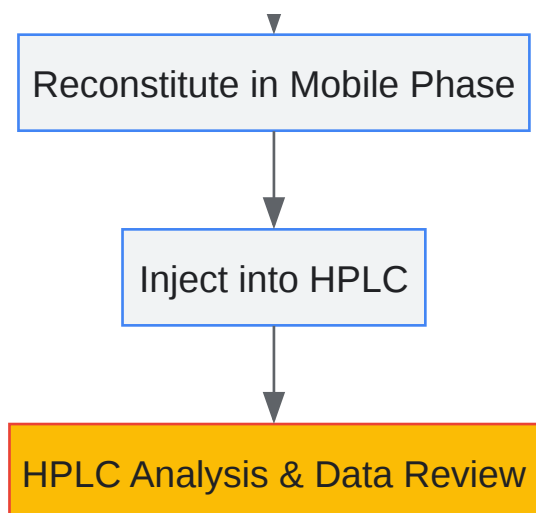 Reconstitute in Mobile Phase
Inject into HPLC
HPLC Analysis & Data Review